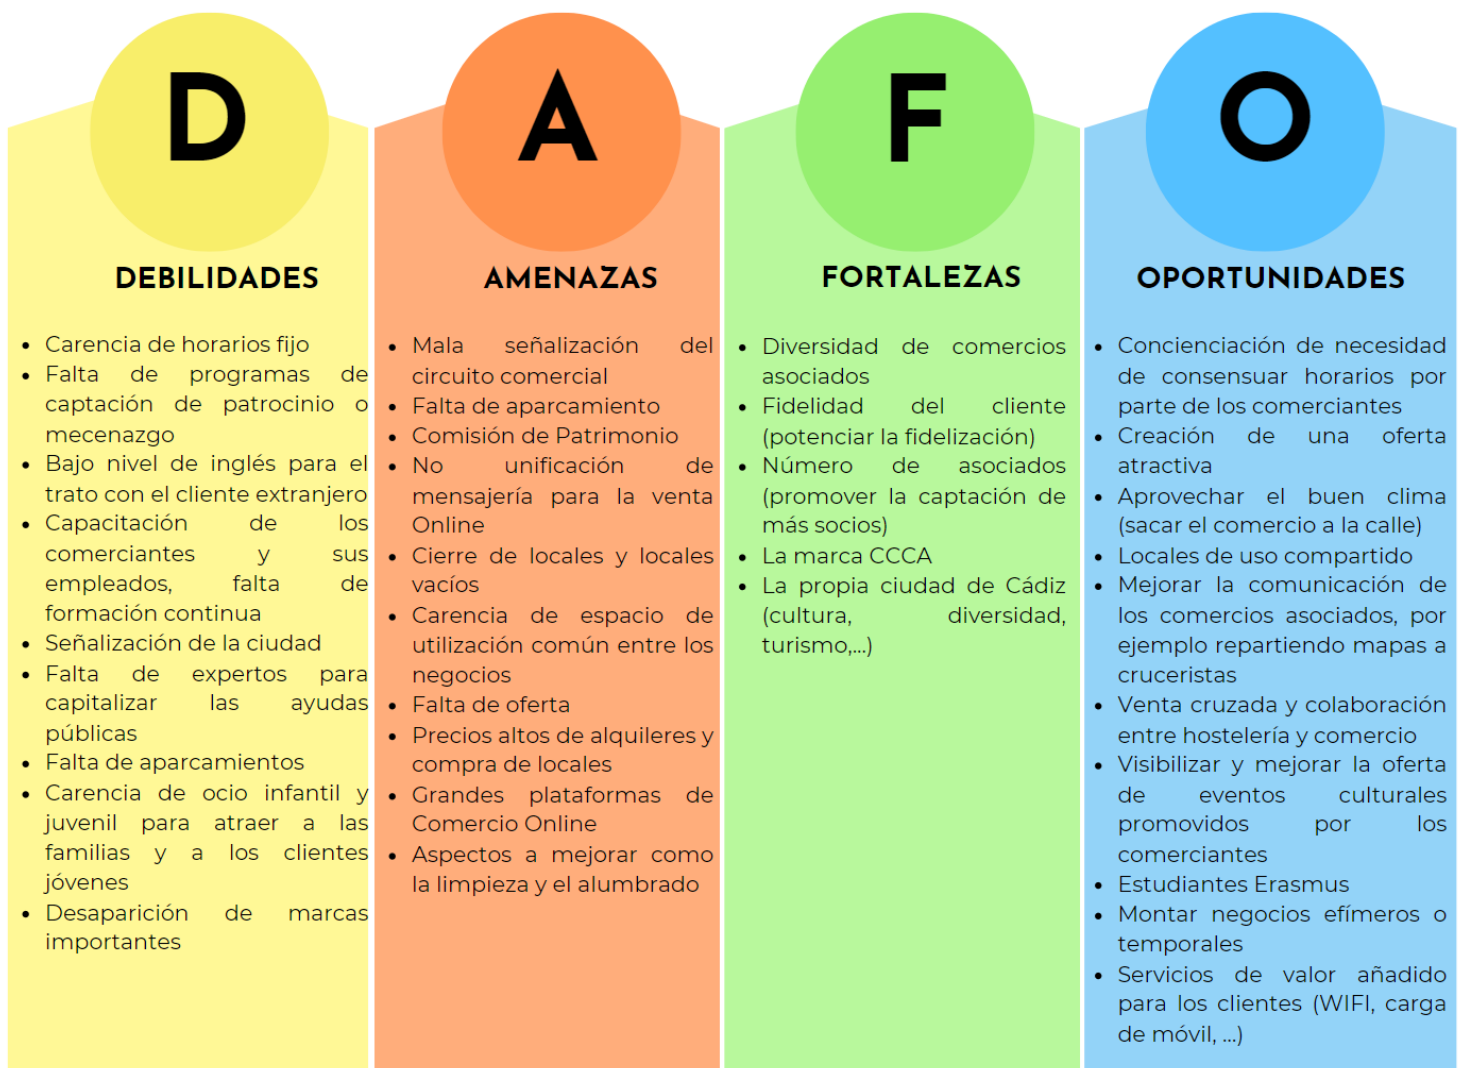 D
DEBILIDADES
• Carencia de horarios fijo
• Falta de programas de
captación de patrocinio o
mecenazgo
• Bajo nivel de inglés para el
trato con el cliente extranjero
• Capacitación de los
comerciantes y sus
empleados, falta de
formación continua
• Señalización de la ciudad
• Falta de expertos para
capitalizar las ayudas
públicas
• Falta de aparcamientos
• Carencia de ocio infantil y
juvenil para atraer a las
familias y a los clientes
jóvenes
• Desaparición de marcas
importantes
A
AMENAZAS
• Mala señalización del
circuito comercial
• Falta de aparcamiento
• Comisión de Patrimonio
• No unificación de
mensajería para la venta
Online
• Cierre de locales y locales
vacíos
• Carencia de espacio de
utilización común entre los
negocios
• Falta de oferta
• Precios altos de alquileres y
compra de locales
• Grandes plataformas de
Comercio Online
• Aspectos a mejorar como
la limpieza y el alumbrado
F
FORTALEZAS
• Diversidad de comercios
asociados
• Fidelidad del cliente
(potenciar la fidelización)
• Número de asociados
(promover la captación de
más socios)
• La marca CCCA
• La propia ciudad de Cádiz
(cultura, diversidad,
turismo,...)
O
OPORTUNIDADES
• Concienciación de necesidad
de consensuar horarios por
parte de los comerciantes
• Creación de una oferta
atractiva
• Aprovechar el buen clima
(sacar el comercio a la calle)
• Locales de uso compartido
• Mejorar la comunicación de
los comercios asociados, por
ejemplo repartiendo mapas a
cruceristas
• Venta cruzada y colaboración
entre hostelería y comercio
• Visibilizar y mejorar la oferta
de eventos culturales
promovidos por los
comerciantes
• Estudiantes Erasmus
• Montar negocios efímeros o
temporales
• Servicios de valor añadido
para los clientes (WIFI, carga
de móvil, ...)